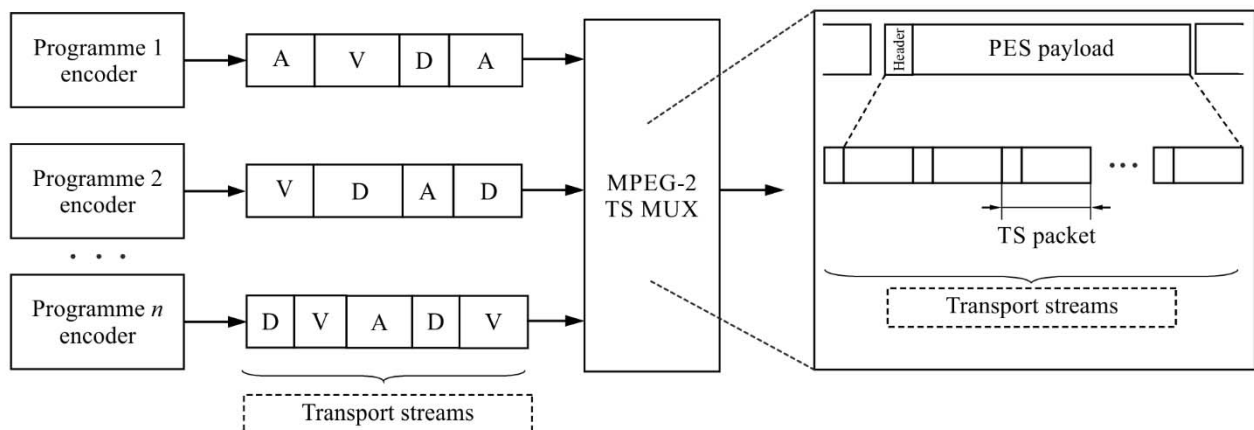 Programme 1
encoder
A V D A
Programme 2
encoder
V D A D
. . .
Programme n
encoder
D V A D V
Transport streams
MPEG-2
TS MUX
Header
PES payload
...
TS packet
Transport streams